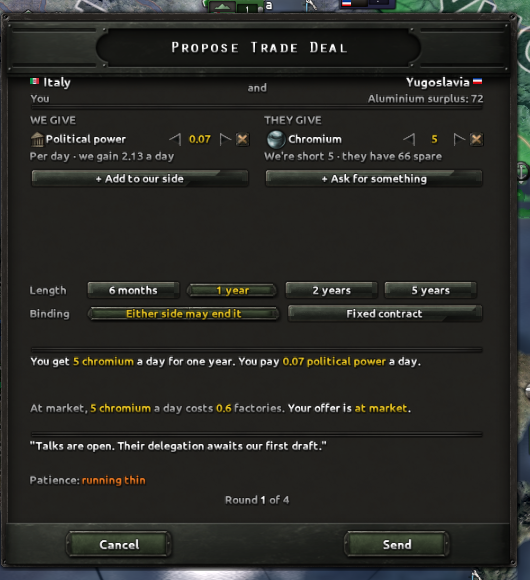 1
a
PROPOSE TRADE DEAL
Italy
and
Yugoslavia
You
Aluminium surplus: 72
WE GIVE
THEY GIVE
Political power 0.07
Chromium 5
Per day · we gain 2.13 a day
We're short 5 · they have 66 spare
+ Add to our side
+ Ask for something
Length 6 months 1 year 2 years 5 years
Binding Either side may end it Fixed contract
You get 5 chromium a day for one year. You pay 0.07 political power a day.
At market, 5 chromium a day costs 0.6 factories. Your offer is at market.
"Talks are open. Their delegation awaits our first draft."
Patience: running thin
Round 1 of 4
Cancel
Send